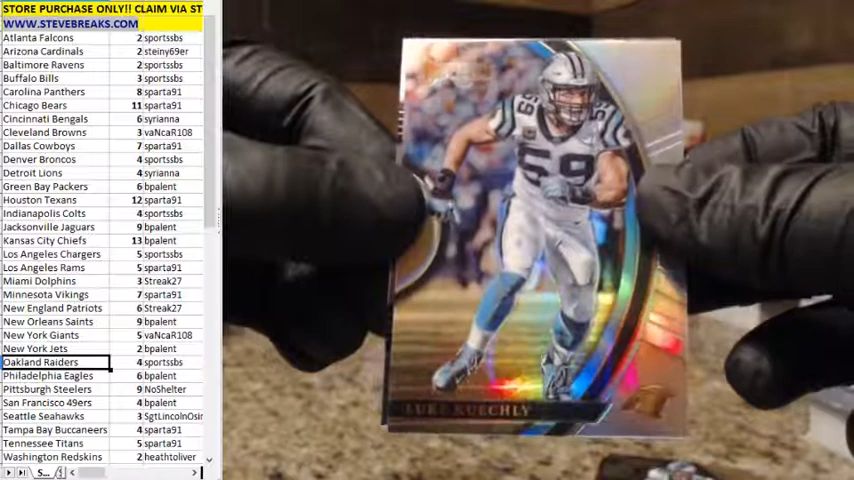 STORE PURCHASE ONLY!! CLAIM VIA ST
WWW.STEVEBREAKS.COM
Atlanta Falcons 2 sportssbs
Arizona Cardinals 2 steiny69er
Baltimore Ravens 2 sportssbs
Buffalo Bills 3 sportssbs
Carolina Panthers 8 sparta91
Chicago Bears 11 sparta91
Cincinnati Bengals 6 syrianna
Cleveland Browns 3 vaNcaR108
Dallas Cowboys 7 sparta91
Denver Broncos 4 sportssbs
Detroit Lions 4 syrianna
Green Bay Packers 6 bpalent
Houston Texans 12 sparta91
Indianapolis Colts 4 sportssbs
Jacksonville Jaguars 9 bpalent
Kansas City Chiefs 13 bpalent
Los Angeles Chargers 5 sportssbs
Los Angeles Rams 5 sparta91
Miami Dolphins 3 Streak27
Minnesota Vikings 7 sparta91
New England Patriots 6 Streak27
New Orleans Saints 9 bpalent
New York Giants 5 vaNcaR108
New York Jets 2 bpalent
Oakland Raiders 4 sportssbs
Philadelphia Eagles 6 bpalent
Pittsburgh Steelers 9 NoShelter
San Francisco 49ers 4 bpalent
Seattle Seahawks 3 SgtLincolnOsir
Tampa Bay Buccaneers 4 sparta91
Tennessee Titans 5 sparta91
Washington Redskins 2 heathtoliver
S...
59
59
LUKE KUECHLY